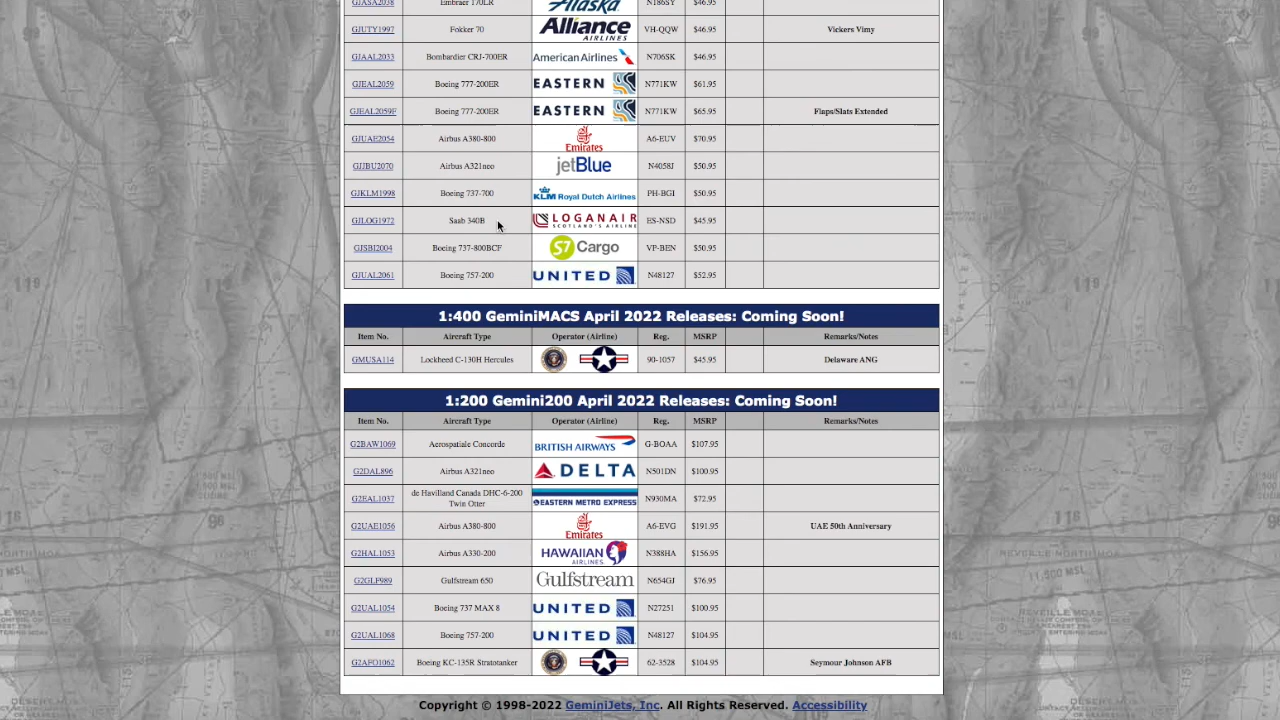 GJASA2038 Embraer 170LR Alaska N186SY $46.95
GJUTY1997 Fokker 70 Alliance AIRLINES VH-QQW $46.95 Vickers Vimy
GJAAL2033 Bombardier CRJ-700ER American Airlines N706SK $46.95
GJEAL2059 Boeing 777-200ER EASTERN N771KW $61.95
GJEAL2059F Boeing 777-200ER EASTERN N771KW $65.95 Flaps/Slats Extended
GJUAE2054 Airbus A380-800 Emirates A6-EUV $70.95
GJJBU2070 Airbus A321neo jetBlue N4058J $50.95
GJKLM1998 Boeing 737-700 KLM Royal Dutch Airlines PH-BGI $50.95
GJLOG1972 Saab 340B LOGANAIR SCOTLAND'S AIRLINE ES-NSD $45.95
GJSBI2004 Boeing 737-800BCF S7 Cargo VP-BEN $50.95
GJUAL2061 Boeing 757-200 UNITED N48127 $52.95
1:400 GeminiMACS April 2022 Releases: Coming Soon!
Item No. Aircraft Type Operator (Airline) Reg. MSRP Remarks/Notes
GMUSA114 Lockheed C-130H Hercules 90-1057 $45.95 Delaware ANG
1:200 Gemini200 April 2022 Releases: Coming Soon!
Item No. Aircraft Type Operator (Airline) Reg. MSRP Remarks/Notes
G2BAW1069 Aerospatiale Concorde BRITISH AIRWAYS G-BOAA $107.95
G2DAL896 Airbus A321neo DELTA N501DN $100.95
G2EAL1037 de Havilland Canada DHC-6-200 Twin Otter EASTERN METRO EXPRESS N930MA $72.95
G2UAE1056 Airbus A380-800 Emirates A6-EVG $191.95 UAE 50th Anniversary
G2HAL1053 Airbus A330-200 HAWAIIAN AIRLINES N388HA $156.95
G2GLF989 Gulfstream 650 Gulfstream N654GJ $76.95
G2UAL1054 Boeing 737 MAX 8 UNITED N27251 $100.95
G2UAL1068 Boeing 757-200 UNITED N48127 $104.95
G2AFO1062 Boeing KC-135R Stratotanker 62-3528 $104.95 Seymour Johnson AFB
Copyright © 1998-2022 GeminiJets, Inc. All Rights Reserved. Accessibility